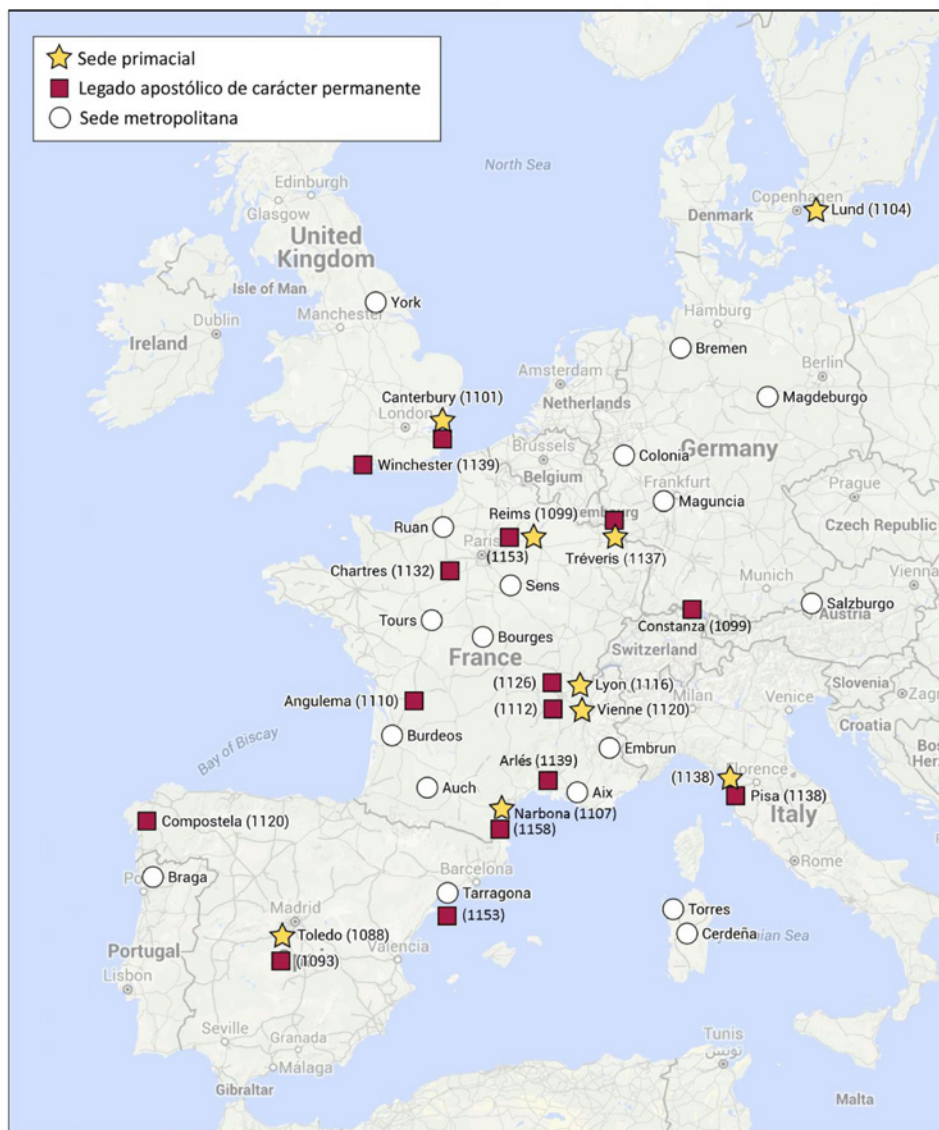 Sede primacial
Legado apostólico de carácter permanente
Sede metropolitana
North Sea
Edinburgh
Glasgow
Copenhagen
Lund (1104)
Denmark
United
Kingdom
Isle of Man
York
Hamburg
Manchester
Dublin
Ireland
Bremen
Berlin
Amsterdam
Canterbury (1101)
Netherlands
Magdeburgo
London
Brussels
Germany
Colonia
Winchester (1139)
Belgium
Frankfurt
Prague
Maguncia
Reims (1099)
Czech Republic
Ruan
Paris
(1153)
Tréveris (1137)
Chartres (1132)
Sens
Munich
Vienna
Salzburgo
Austria
Tours
Constanza (1099)
Bourges
Switzerland
France
(1126)
Lyon (1116)
Slovenia
Angulema (1110)
(1112)
Vienne (1120)
Milan
Venice
Zag
Croatia
Burdeos
Embrun
Bay of Biscay
Arlés (1139)
(1138)
Florence
Auch
Aix
Pisa (1138)
Italy
Narbona (1107)
Compostela (1120)
(1158)
Rome
Barcelona
Braga
Tarragona
Madrid
(1153)
Torres
Toledo (1088)
Cerdeña
Portugal
Valencia
(1093)
Lisbon
Seville
Granada
Tunis
تونس
Málaga
Gibraltar
Malta